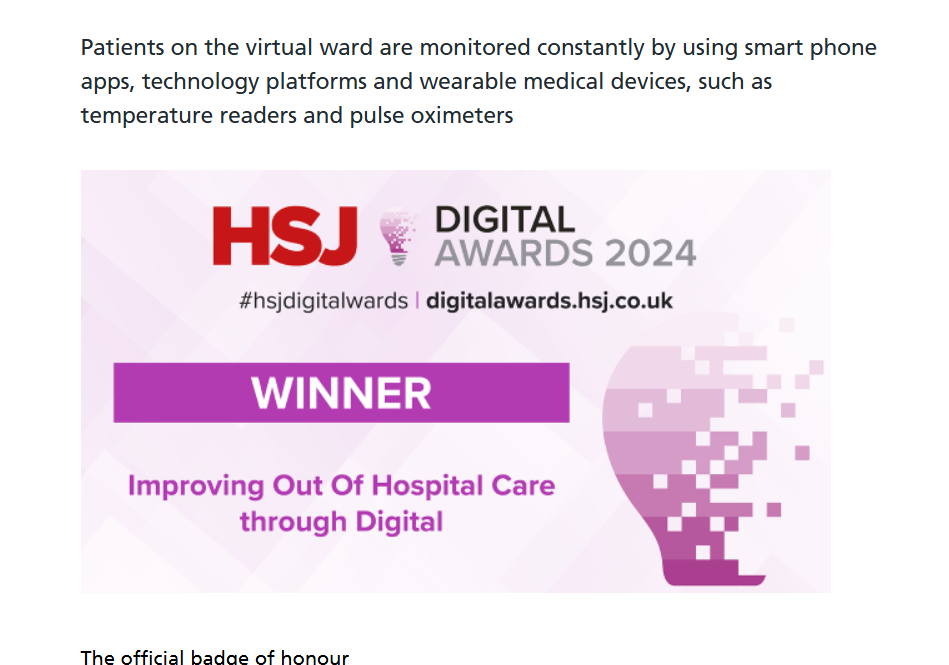 Patients on the virtual ward are monitored constantly by using smart phone
apps, technology platforms and wearable medical devices, such as
temperature readers and pulse oximeters
HSJ DIGITAL
AWARDS 2024
#hsjdigitalwards | digitalawards.hsj.co.uk
WINNER
Improving Out Of Hospital Care
through Digital
The official badge of honour